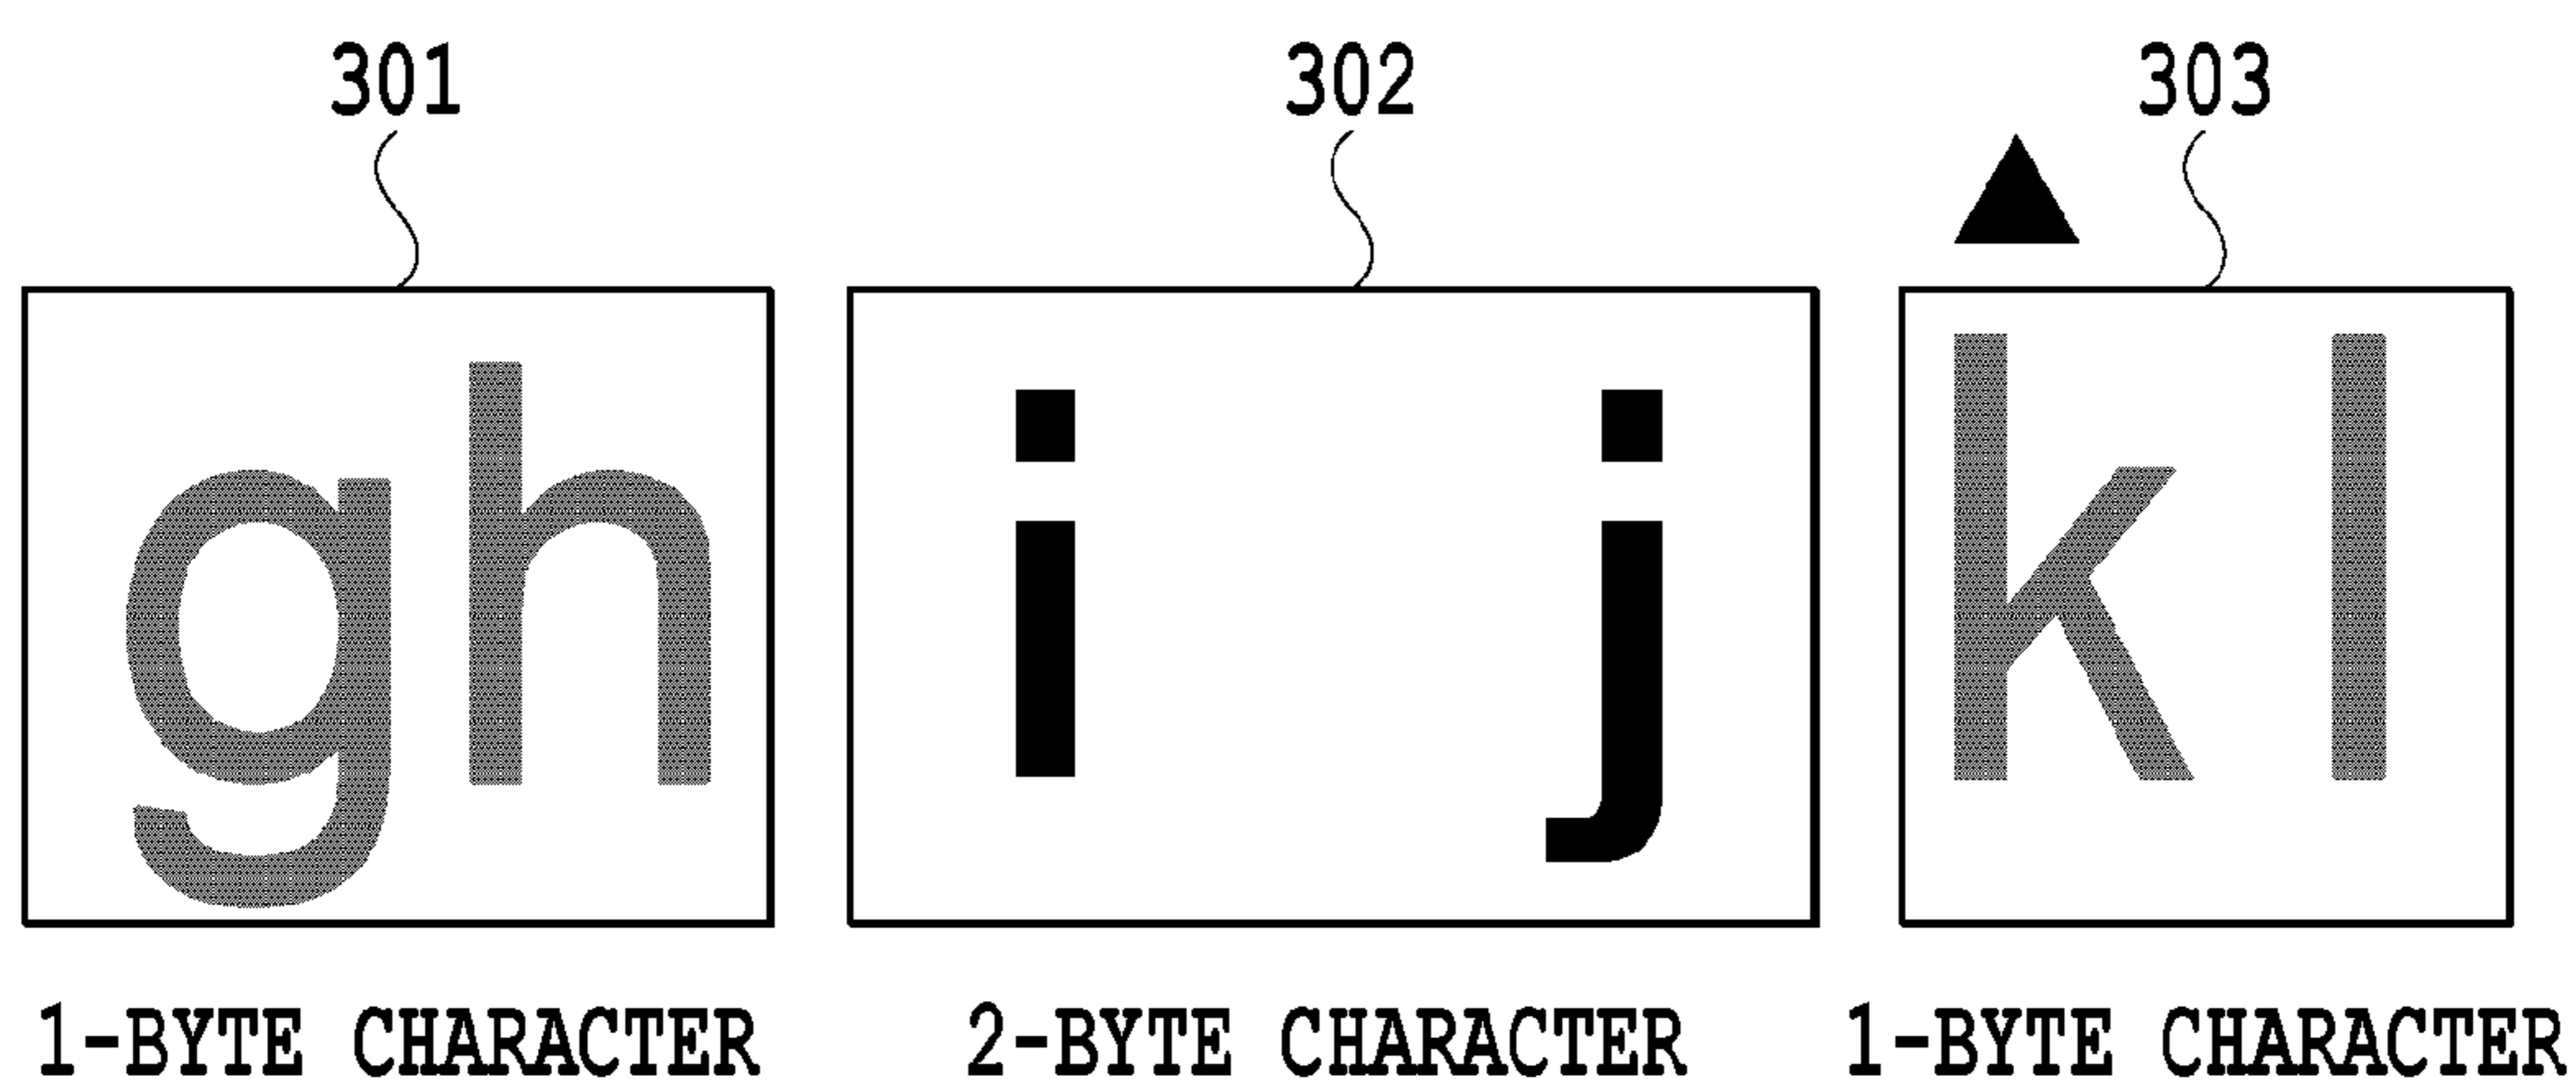 301 302 303
gh i j kl
1-BYTE CHARACTER 2-BYTE CHARACTER 1-BYTE CHARACTER